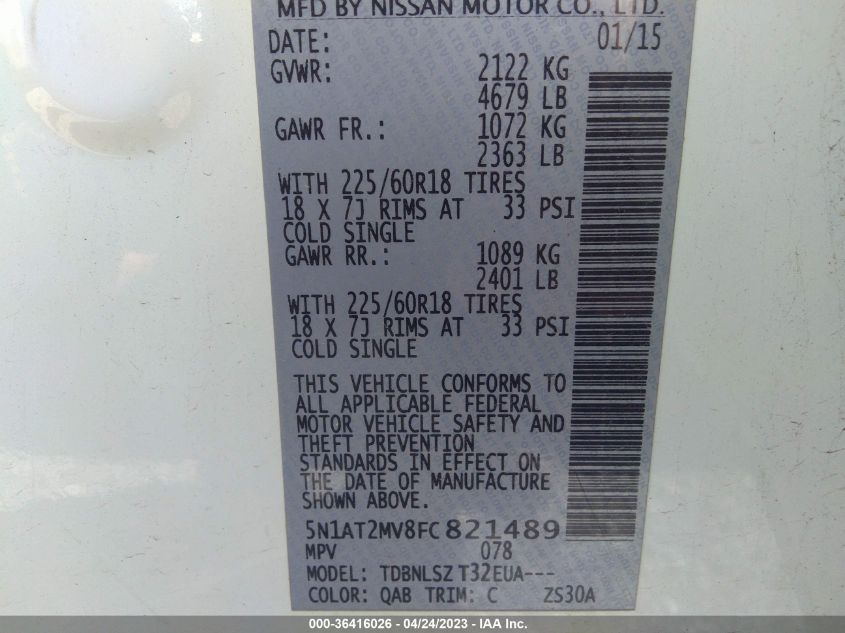 MFD BY NISSAN MOTOR CO., LTD.
DATE: 01/15
GVWR: 2122 KG
4679 LB
GAWR FR.: 1072 KG
2363 LB
WITH 225/60R18 TIRES
18 X 7J RIMS AT 33 PSI
COLD SINGLE
GAWR RR.: 1089 KG
2401 LB
WITH 225/60R18 TIRES
18 X 7J RIMS AT 33 PSI
COLD SINGLE
THIS VEHICLE CONFORMS TO
ALL APPLICABLE FEDERAL
MOTOR VEHICLE SAFETY AND
THEFT PREVENTION
STANDARDS IN EFFECT ON
THE DATE OF MANUFACTURE
SHOWN ABOVE.
5N1AT2MV8FC821489
MPV 078
MODEL: TDBNLSZ T32EUA---
COLOR: QAB TRIM: C ZS30A
000-36416026 - 04/24/2023 - IAA Inc.